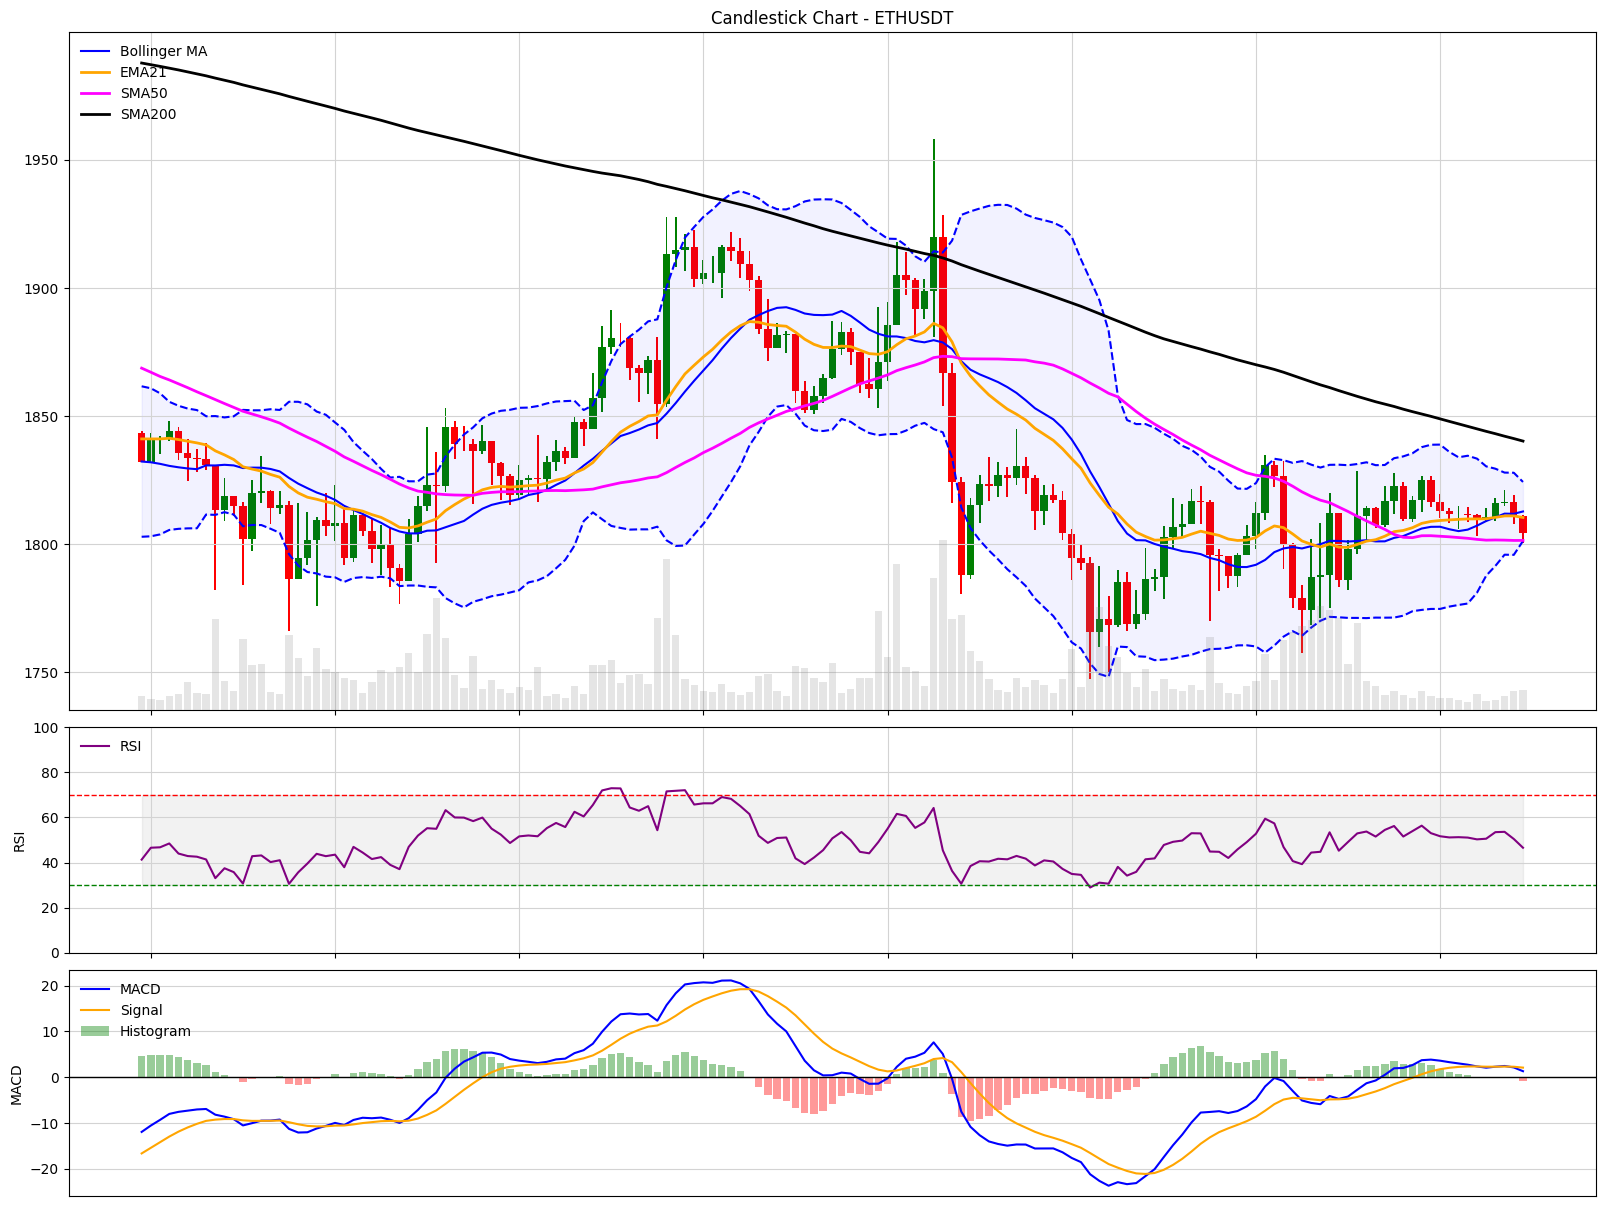 Candlestick Chart - ETHUSDT
Bollinger MA
EMA21
SMA50
SMA200
1950
1900
1850
1800
1750
100
80
60
40
20
0
RSI
RSI
20
10
0
−10
−20
MACD
MACD
Signal
Histogram